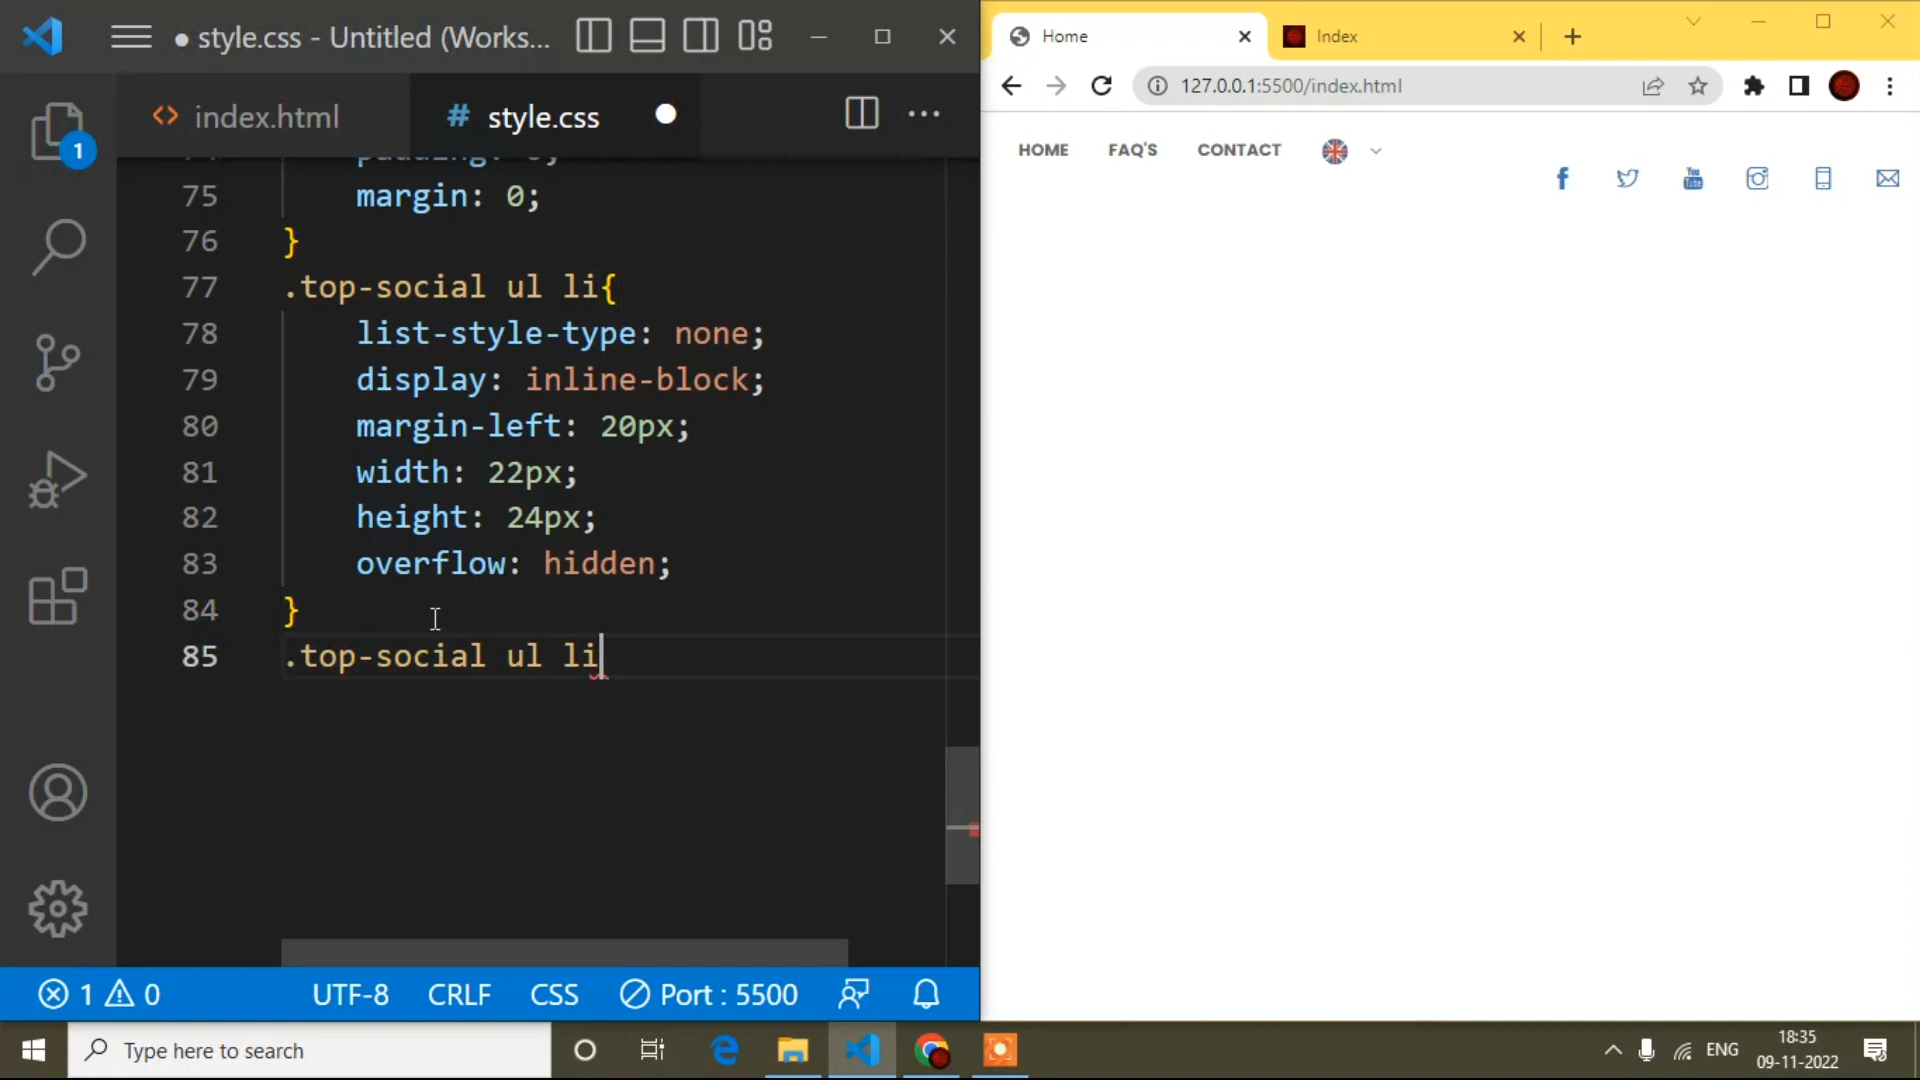 style.css - Untitled (Works...
index.html
# style.css
75 margin: 0;
76 }
77 .top-social ul li{
78 list-style-type: none;
79 display: inline-block;
80 margin-left: 20px;
81 width: 22px;
82 height: 24px;
83 overflow: hidden;
84 }
85 .top-social ul li
1
1 0 UTF-8 CRLF CSS Port : 5500
Home
Index
127.0.0.1:5500/index.html
HOME FAQ'S CONTACT
You
Tube
Type here to search
ENG
18:35
09-11-2022